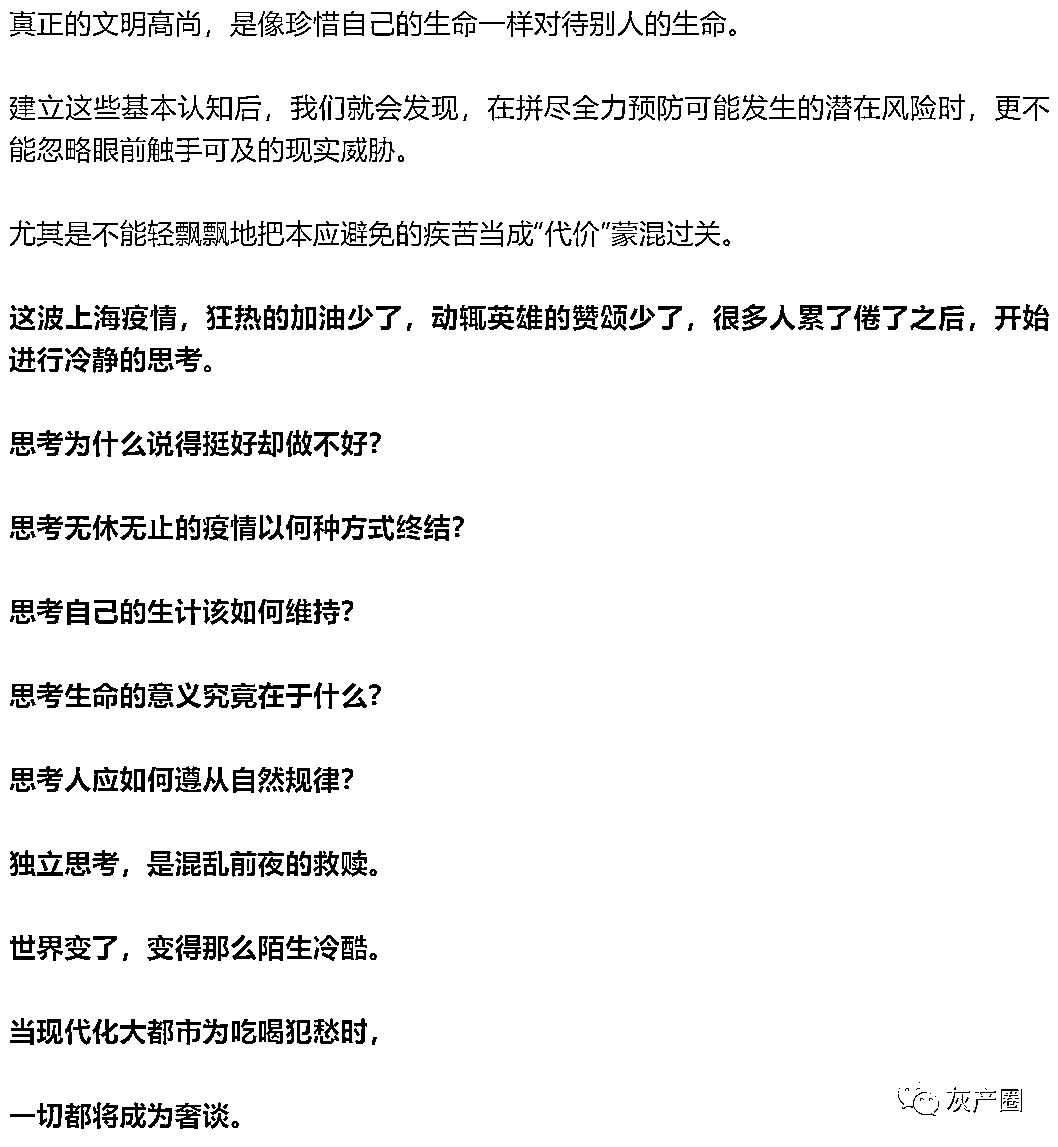 真正的文明高尚，是像珍惜自己的生命一样对待别人的生命。
建立这些基本认知后，我们就会发现，在拼尽全力预防可能发生的潜在风险时，更不
能忽略眼前触手可及的现实威胁。
尤其是不能轻飘飘地把本应避免的疾苦当成“代价”蒙混过关。
这波上海疫情，狂热的加油少了，动辄英雄的赞颂少了，很多人累了倦了之后，开始
进行冷静的思考。
思考为什么说得挺好却做不好？
思考无休无止的疫情以何种方式终结？
思考自己的生计该如何维持？
思考生命的意义究竟在于什么？
思考人应如何遵从自然规律？
独立思考，是混乱前夜的救赎。
世界变了，变得那么陌生冷酷。
当现代化大都市为吃喝犯愁时，
一切都将成为奢谈。
灰产圈